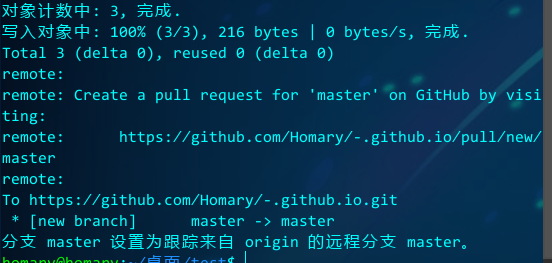 对象计数中: 3, 完成.
写入对象中: 100% (3/3), 216 bytes | 0 bytes/s, 完成.
Total 3 (delta 0), reused 0 (delta 0)
remote:
remote: Create a pull request for 'master' on GitHub by visi
ting:
remote:      https://github.com/Homary/-.github.io/pull/new/
master
remote:
To https://github.com/Homary/-.github.io.git
 * [new branch]      master -> master
分支 master 设置为跟踪来自 origin 的远程分支 master。
homary@homary:~/桌面/test$